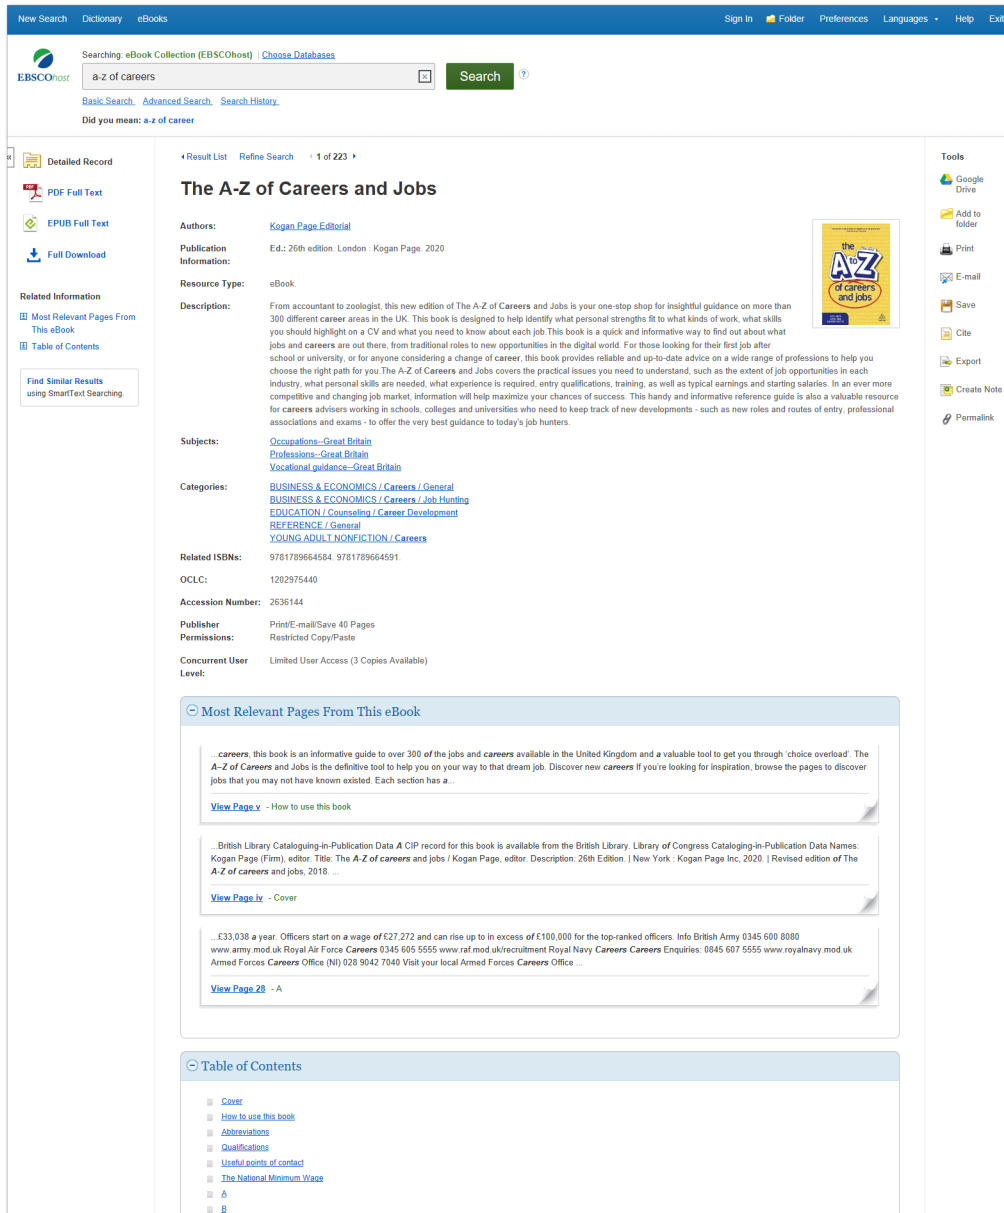 New Search Dictionary eBooks Sign In Folder Preferences Languages Help Exit
Searching: eBook Collection (EBSCOhost) Choose Databases
EBSCOhost
a-z of careers
Search
Basic Search Advanced Search Search History
Did you mean: a-z of career
Detailed Record
PDF Full Text
EPUB Full Text
Full Download
Related Information
Most Relevant Pages From
This eBook
Table of Contents
Find Similar Results
using SmartText Searching.
Result List Refine Search 1 of 223
The A-Z of Careers and Jobs
Authors: Kogan Page Editorial
Publication Information: Ed.: 26th edition. London : Kogan Page. 2020
Resource Type: eBook.
Description: From accountant to zoologist, this new edition of The A-Z of Careers and Jobs is your one-stop shop for insightful guidance on more than
300 different career areas in the UK. This book is designed to help identify what personal strengths fit to what kinds of work, what skills
you should highlight on a CV and what you need to know about each job.This book is a quick and informative way to find out about what
jobs and careers are out there, from traditional roles to new opportunities in the digital world. For those looking for their first job after
school or university, or for anyone considering a change of career, this book provides reliable and up-to-date advice on a wide range of professions to help you
choose the right path for you.The A-Z of Careers and Jobs covers the practical issues you need to understand, such as the extent of job opportunities in each
industry, what personal skills are needed, what experience is required, entry qualifications, training, as well as typical earnings and starting salaries. In an ever more
competitive and changing job market, information will help maximize your chances of success. This handy and informative reference guide is also a valuable resource
for careers advisers working in schools, colleges and universities who need to keep track of new developments - such as new roles and routes of entry, professional
associations and exams - to offer the very best guidance to today's job hunters.
the
A to Z
of careers
and jobs
Subjects: Occupations--Great Britain
Professions--Great Britain
Vocational guidance--Great Britain
Categories: BUSINESS & ECONOMICS / Careers / General
BUSINESS & ECONOMICS / Careers / Job Hunting
EDUCATION / Counseling / Career Development
REFERENCE / General
YOUNG ADULT NONFICTION / Careers
Related ISBNs: 9781789664584. 9781789664591.
OCLC: 1202975440
Accession Number: 2636144
Publisher Print/E-mail/Save 40 Pages
Permissions: Restricted Copy/Paste
Concurrent User Limited User Access (3 Copies Available)
Level:
Most Relevant Pages From This eBook
...careers, this book is an informative guide to over 300 of the jobs and careers available in the United Kingdom and a valuable tool to get you through 'choice overload'. The
A–Z of Careers and Jobs is the definitive tool to help you on your way to that dream job. Discover new careers If you're looking for inspiration, browse the pages to discover
jobs that you may not have known existed. Each section has a...
View Page v - How to use this book
...British Library Cataloguing-in-Publication Data A CIP record for this book is available from the British Library. Library of Congress Cataloging-in-Publication Data Names:
Kogan Page (Firm), editor. Title: The A-Z of careers and jobs / Kogan Page, editor. Description: 26th Edition. | New York : Kogan Page Inc, 2020. | Revised edition of The
A-Z of careers and jobs, 2018. ...
View Page iv - Cover
...£33,038 a year. Officers start on a wage of £27,272 and can rise up to in excess of £100,000 for the top-ranked officers. Info British Army 0345 600 8080
www.army.mod.uk Royal Air Force Careers 0345 605 5555 www.raf.mod.uk/recruitment Royal Navy Careers Careers Enquiries: 0845 607 5555 www.royalnavy.mod.uk
Armed Forces Careers Office (NI) 028 9042 7040 Visit your local Armed Forces Careers Office ...
View Page 28 - A
Table of Contents
Cover
How to use this book
Abbreviations
Qualifications
Useful points of contact
The National Minimum Wage
A
B
Tools
Google
Drive
Add to
folder
Print
E-mail
Save
Cite
Export
Create Note
Permalink